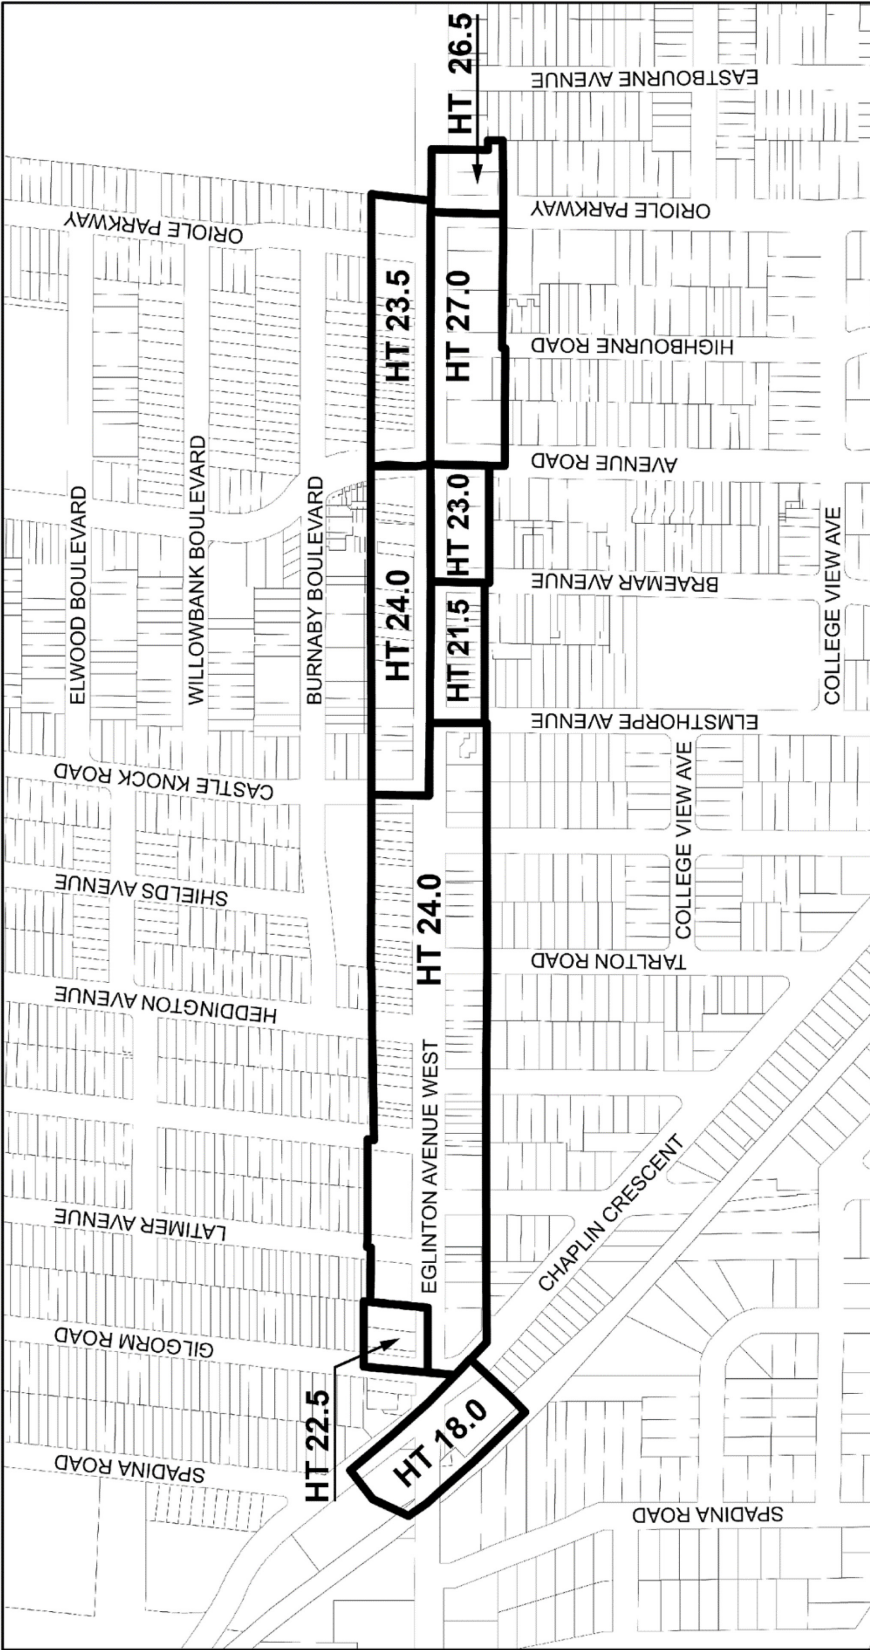 HT 26.5
EASTBOURNE AVENUE
ORIOLE PARKWAY
ORIOLE PARKWAY
HT 23.5
HT 27.0
HIGHBOURNE ROAD
AVENUE ROAD
ELWOOD BOULEVARD
WILLOWBANK BOULEVARD
BURNABY BOULEVARD
HT 24.0
HT 23.0
HT 21.5
BRAEMAR AVENUE
COLLEGE VIEW AVE
ELMSTHORPE AVENUE
CASTLE KNOCK ROAD
COLLEGE VIEW AVE
SHIELDS AVENUE
HT 24.0
TARLTON ROAD
HEDDINGTON AVENUE
EGLINTON AVENUE WEST
CHAPLIN CRESCENT
LATIMER AVENUE
GILGORM ROAD
HT 22.5
HT 18.0
SPADINA ROAD
SPADINA ROAD